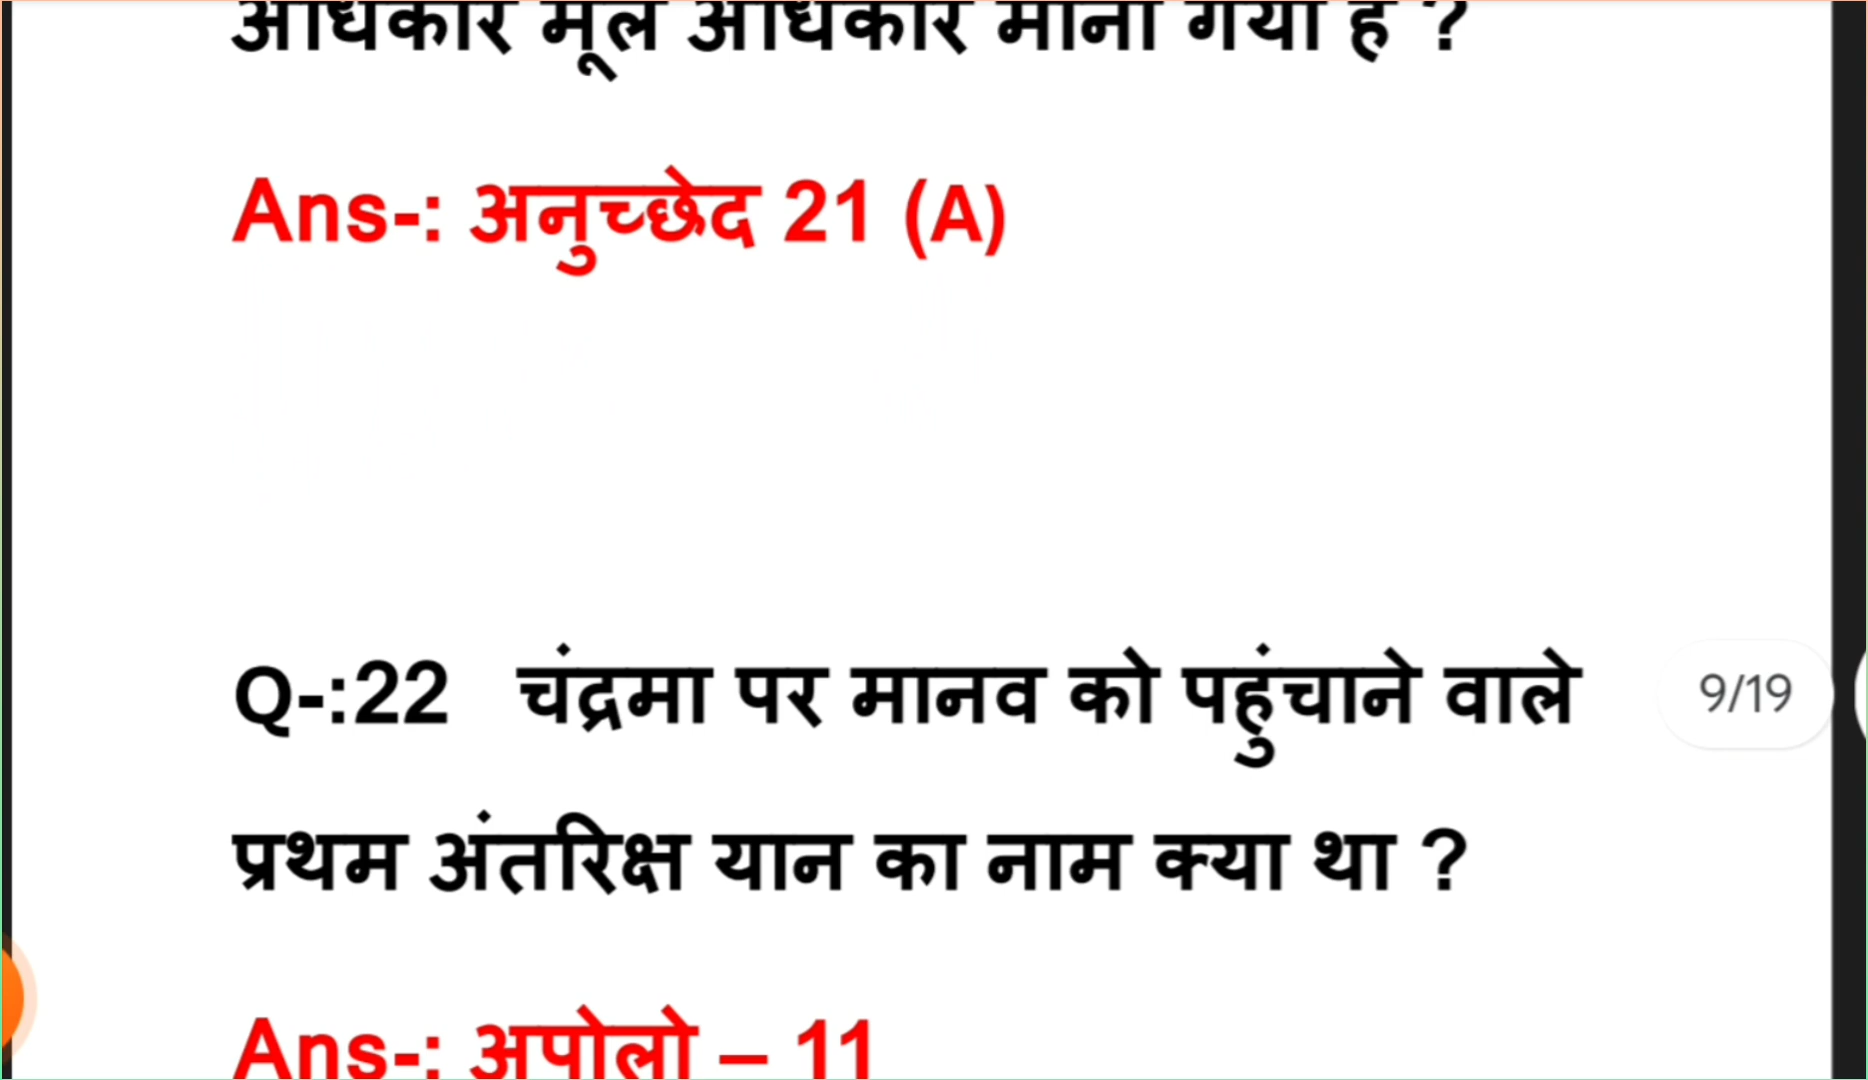 अधिकार मूल अधिकार माना गया है ?
Ans-: अनुच्छेद 21 (A)
Q-:22 चंद्रमा पर मानव को पहुंचाने वाले
9/19
प्रथम अंतरिक्ष यान का नाम क्या था ?
Ans-: अपोलो – 11